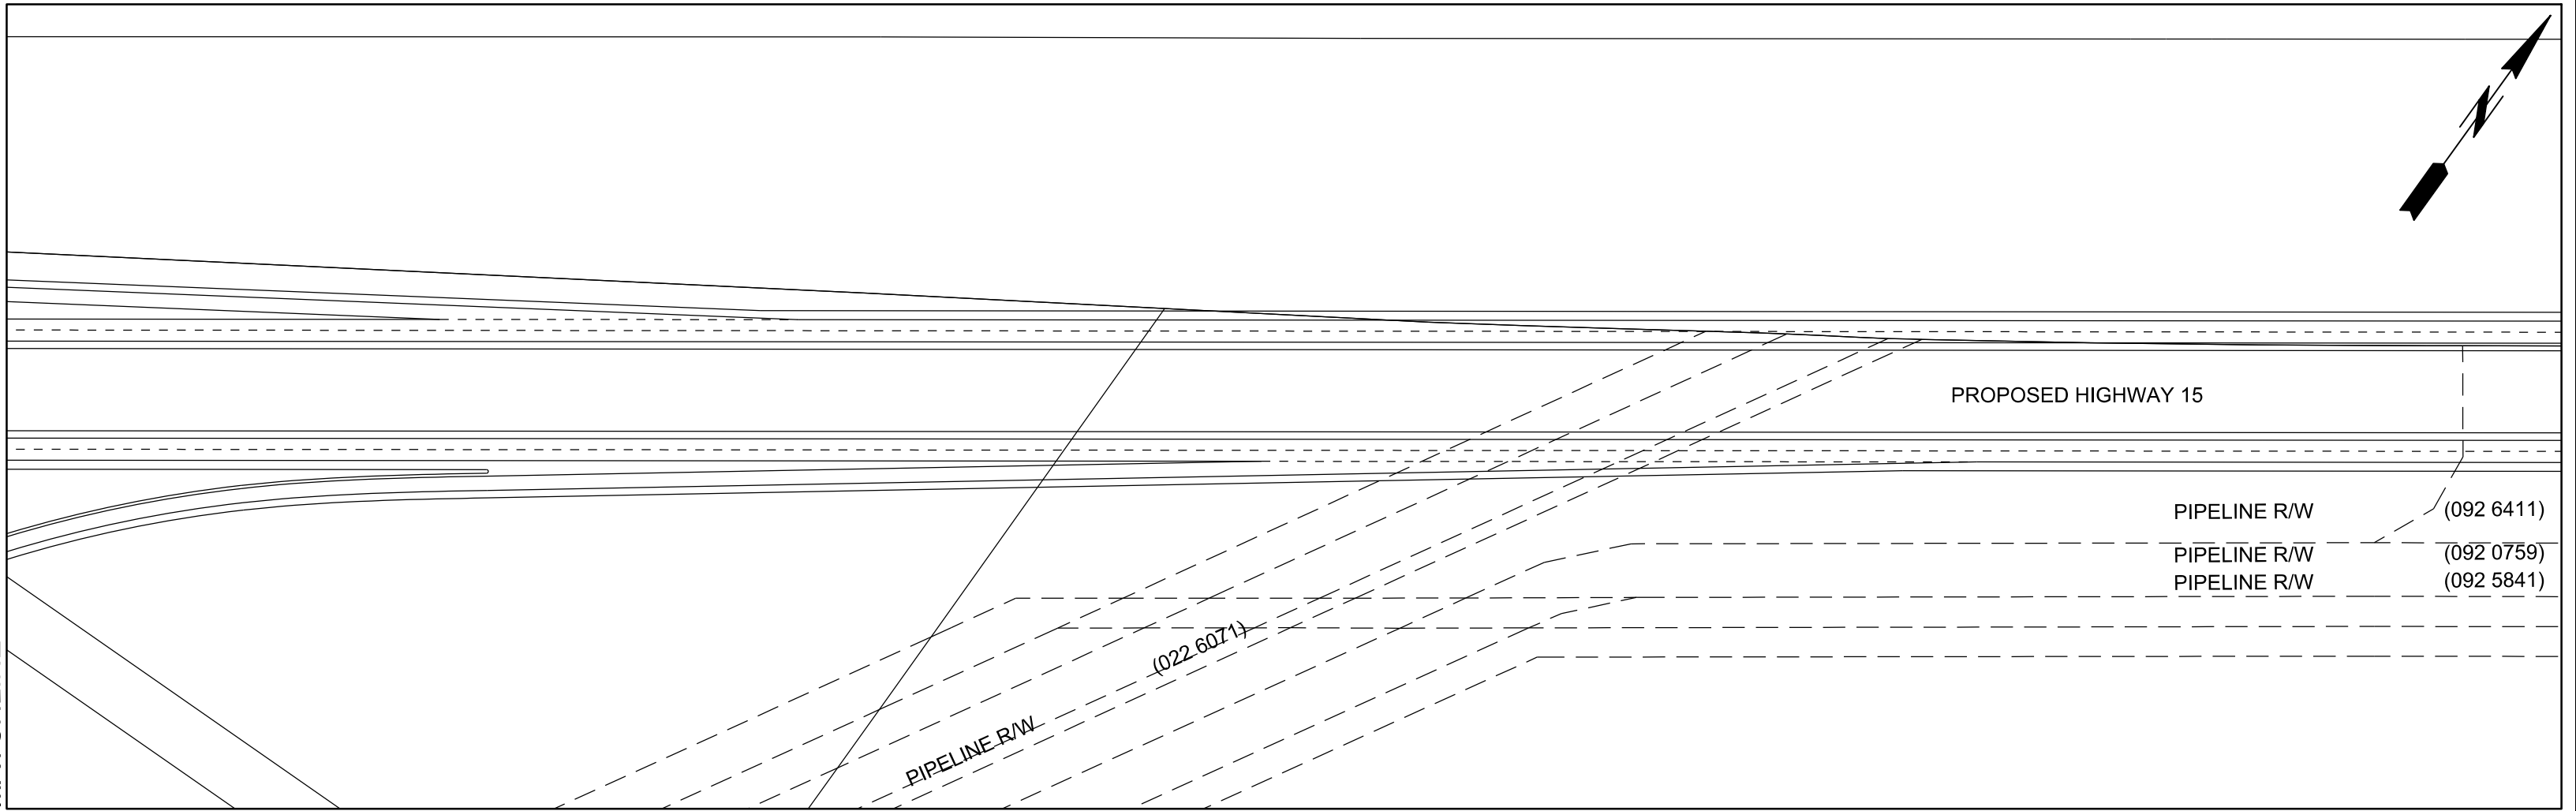 PROPOSED HIGHWAY 15
PIPELINE R/W (092 6411)
PIPELINE R/W (092 0759)
PIPELINE R/W (092 5841)
(022 6071)
PIPELINE R/W